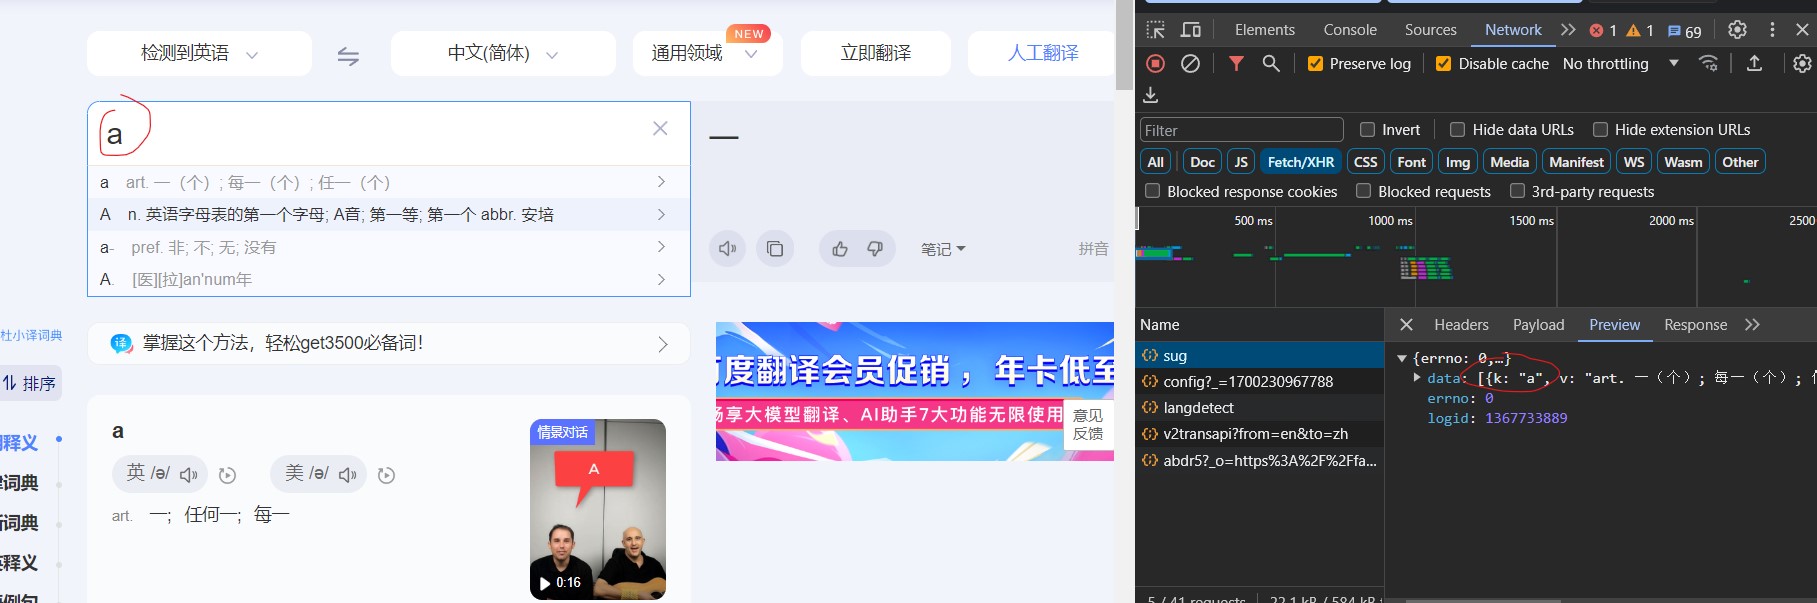 检测到英语
中文(简体)
通用领域
NEW
立即翻译
人工翻译
a
a art. 一（个）; 每一（个）; 任一（个）
A n. 英语字母表的第一个字母; A音; 第一等; 第一个 abbr. 安培
a- pref. 非; 不; 无; 没有
A. [医][拉]an'num年
一
笔记
拼音
杜小译词典
译 掌握这个方法，轻松get3500必备词！
排序
百度翻译会员促销，年卡低至
畅享大模型翻译、AI助手7大功能无限使用
意见
反馈
释义
词典
词典
释义
例句
a
英 /ə/ 美 /ə/
art. 一; 任何一; 每一
情景对话
A
0:16
Elements Console Sources Network 1 1 69
Preserve log Disable cache No throttling
Filter Invert Hide data URLs Hide extension URLs
All Doc JS Fetch/XHR CSS Font Img Media Manifest WS Wasm Other
Blocked response cookies Blocked requests 3rd-party requests
500 ms 1000 ms 1500 ms 2000 ms 2500
Name
sug
config?_=1700230967788
langdetect
v2transapi?from=en&to=zh
abdr5?_o=https%3A%2F%2Ffa...
Headers Payload Preview Response
{errno: 0,…}
data: [{k: "a", v: "art. 一（个）; 每一（个）;
errno: 0
logid: 1367733889
5 / 41 requests 22.1 kB / 584 kB